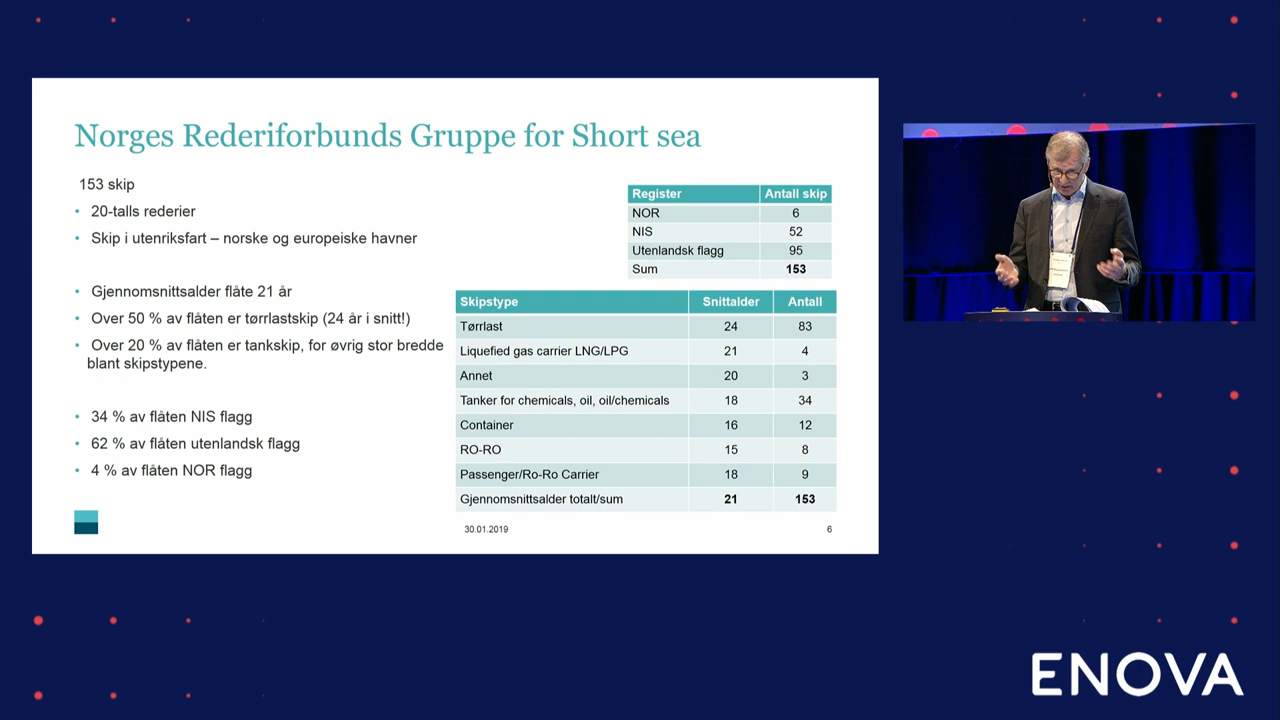 Norges Rederiforbunds Gruppe for Short sea
153 skip
• 20-talls rederier
• Skip i utenriksfart – norske og europeiske havner
• Gjennomsnittsalder flåte 21 år
• Over 50 % av flåten er tørrlastskip (24 år i snitt!)
• Over 20 % av flåten er tankskip, for øvrig stor bredde
blant skipstypene.
• 34 % av flåten NIS flagg
• 62 % av flåten utenlandsk flagg
• 4 % av flåten NOR flagg
Register Antall skip
NOR 6
NIS 52
Utenlandsk flagg 95
Sum 153
Skipstype Snittalder Antall
Tørrlast 24 83
Liquefied gas carrier LNG/LPG 21 4
Annet 20 3
Tanker for chemicals, oil, oil/chemicals 18 34
Container 16 12
RO-RO 15 8
Passenger/Ro-Ro Carrier 18 9
Gjennomsnittsalder totalt/sum 21 153
30.01.2019 6
ENOVA